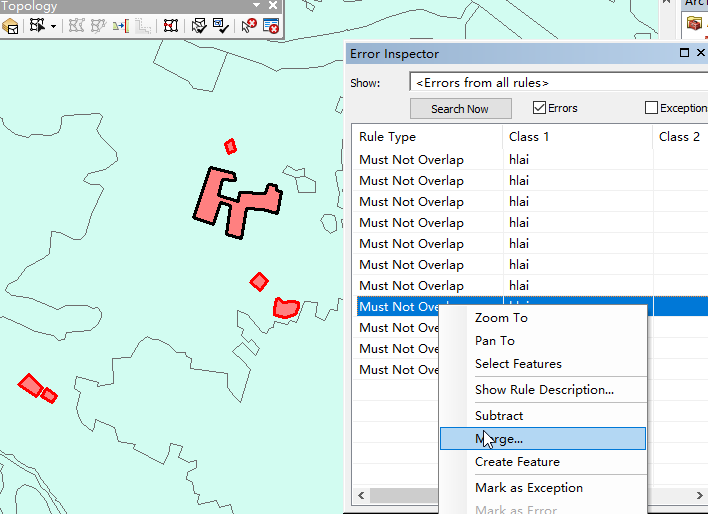 Topology
ArcT
Error Inspector
Show:
<Errors from all rules>
Search Now
Errors
Exception
Rule Type
Class 1
Class 2
Must Not Overlap
hlai
Must Not Overlap
hlai
Must Not Overlap
hlai
Must Not Overlap
hlai
Must Not Overlap
hlai
Must Not Overlap
hlai
Must Not Overlap
hlai
Must Not Ove
Must Not Ove
Must Not Ove
Must Not Ove
Zoom To
Pan To
Select Features
Show Rule Description...
Subtract
Merge...
Create Feature
Mark as Exception
Mark as Error